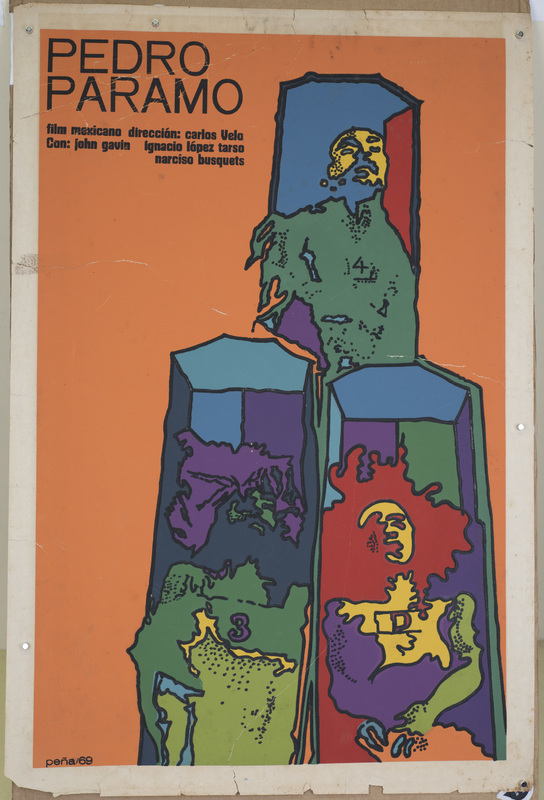 PEDRO
PARAMO
film mexicano dirección: carlos Velo
Con: john gavin Ignacio lópez tarso
narciso busquets
4
3
D
peña/69